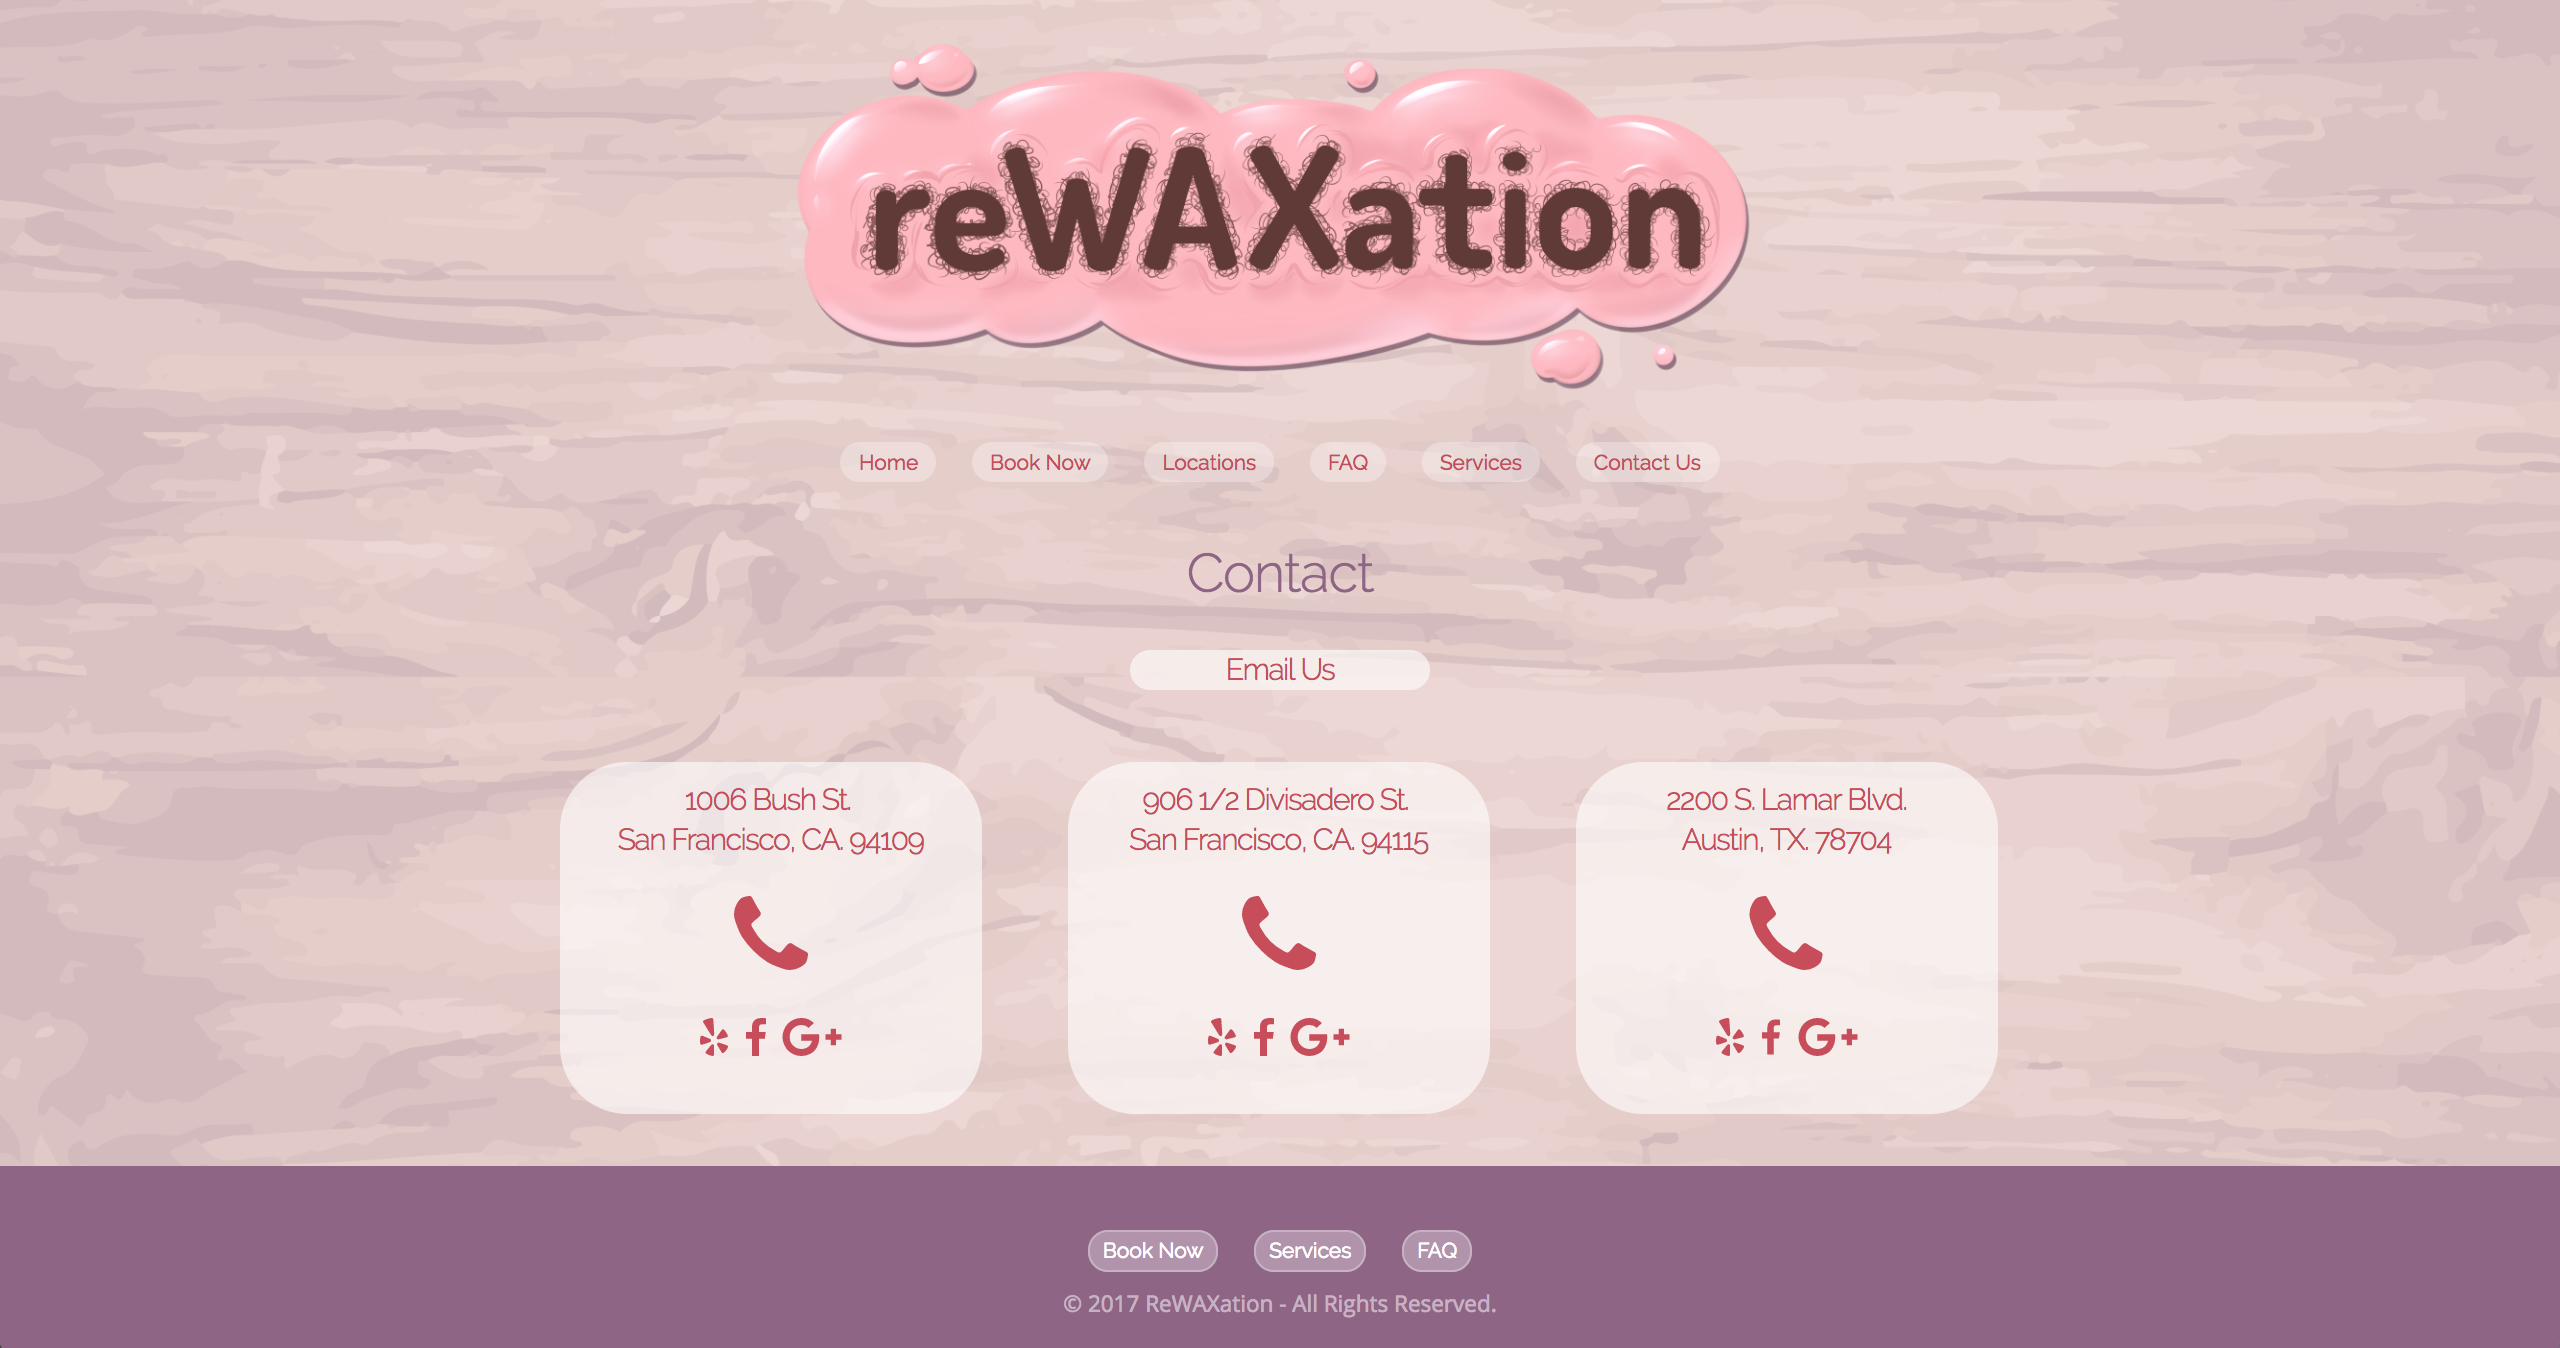 reWAXation
Home Book Now Locations FAQ Services Contact Us
Contact
Email Us
1006 Bush St.
San Francisco, CA. 94109
906 1/2 Divisadero St.
San Francisco, CA. 94115
2200 S. Lamar Blvd.
Austin, TX. 78704
Book Now Services FAQ
© 2017 ReWAXation - All Rights Reserved.